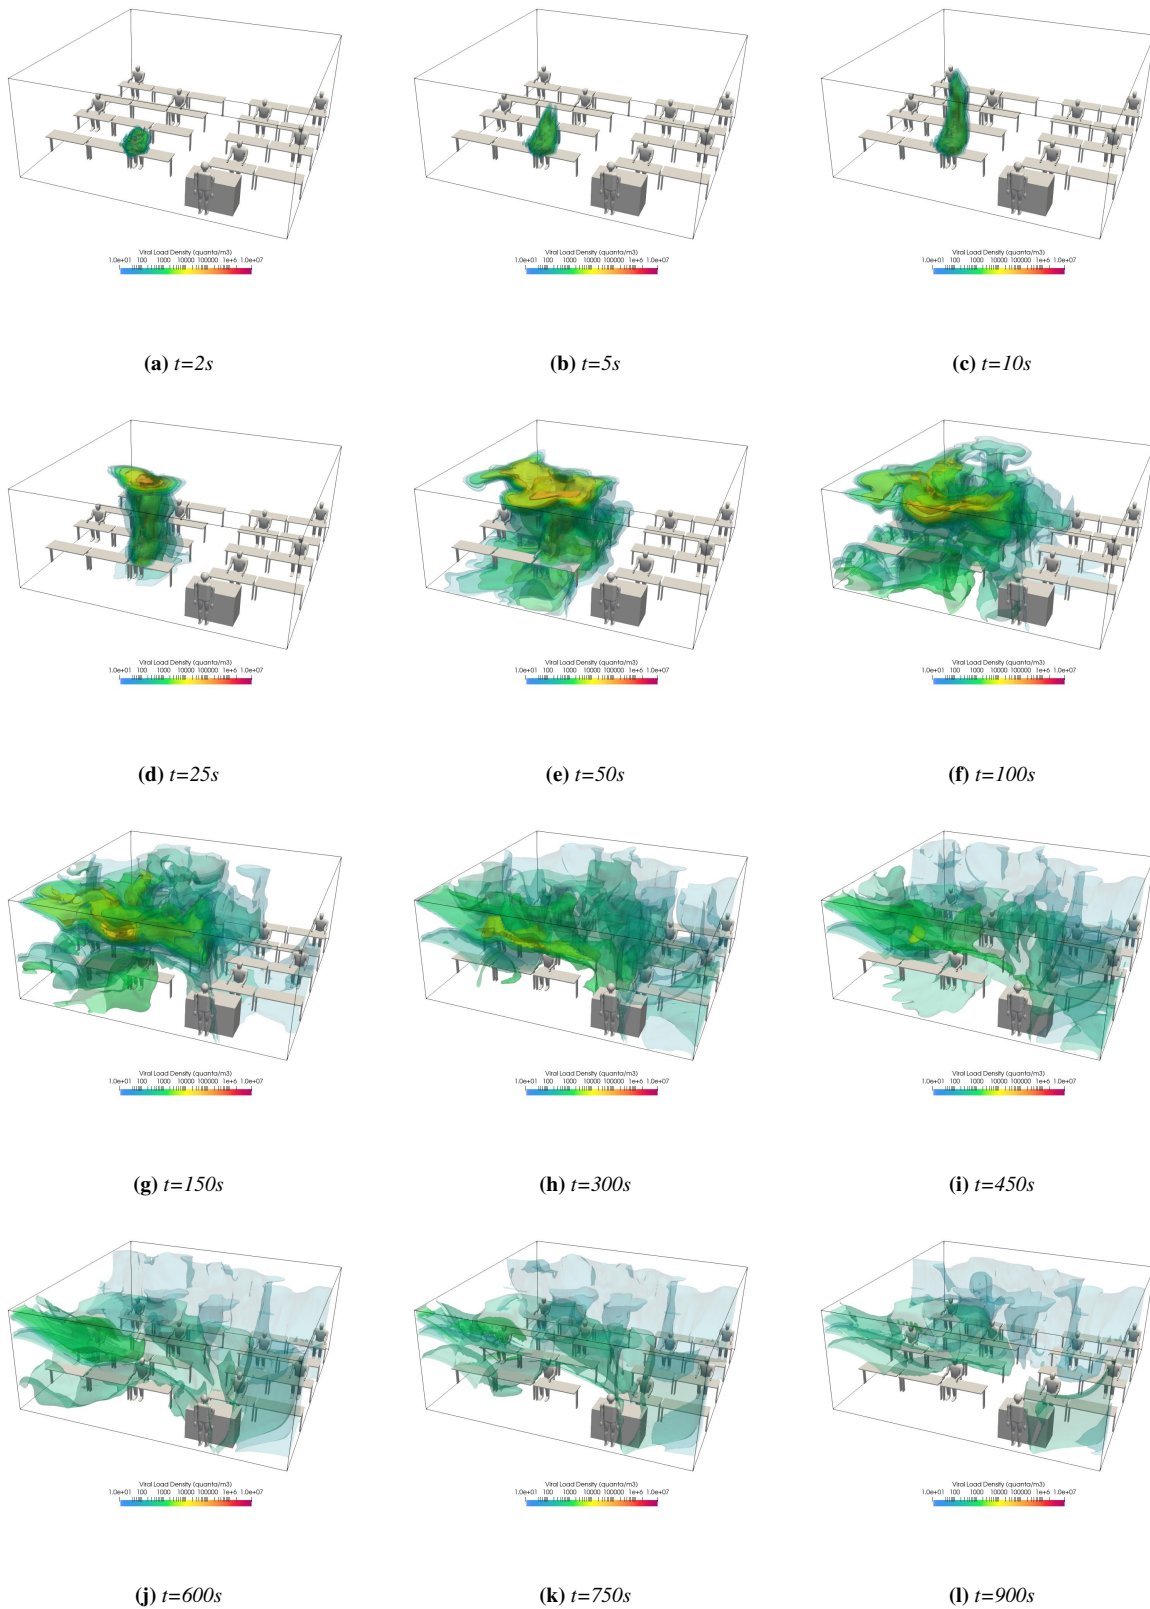 Viral Load Density (quanta/m3)
1.0e+01 100 1000 10000 100000 1e+6 1.0e+07
Viral Load Density (quanta/m3)
1.0e+01 100 1000 10000 100000 1e+6 1.0e+07
Viral Load Density (quanta/m3)
1.0e+01 100 1000 10000 100000 1e+6 1.0e+07
(a) t=2s
(b) t=5s
(c) t=10s
Viral Load Density (quanta/m3)
1.0e+01 100 1000 10000 100000 1e+6 1.0e+07
Viral Load Density (quanta/m3)
1.0e+01 100 1000 10000 100000 1e+6 1.0e+07
Viral Load Density (quanta/m3)
1.0e+01 100 1000 10000 100000 1e+6 1.0e+07
(d) t=25s
(e) t=50s
(f) t=100s
Viral Load Density (quanta/m3)
1.0e+01 100 1000 10000 100000 1e+6 1.0e+07
Viral Load Density (quanta/m3)
1.0e+01 100 1000 10000 100000 1e+6 1.0e+07
Viral Load Density (quanta/m3)
1.0e+01 100 1000 10000 100000 1e+6 1.0e+07
(g) t=150s
(h) t=300s
(i) t=450s
Viral Load Density (quanta/m3)
1.0e+01 100 1000 10000 100000 1e+6 1.0e+07
Viral Load Density (quanta/m3)
1.0e+01 100 1000 10000 100000 1e+6 1.0e+07
Viral Load Density (quanta/m3)
1.0e+01 100 1000 10000 100000 1e+6 1.0e+07
(j) t=600s
(k) t=750s
(l) t=900s